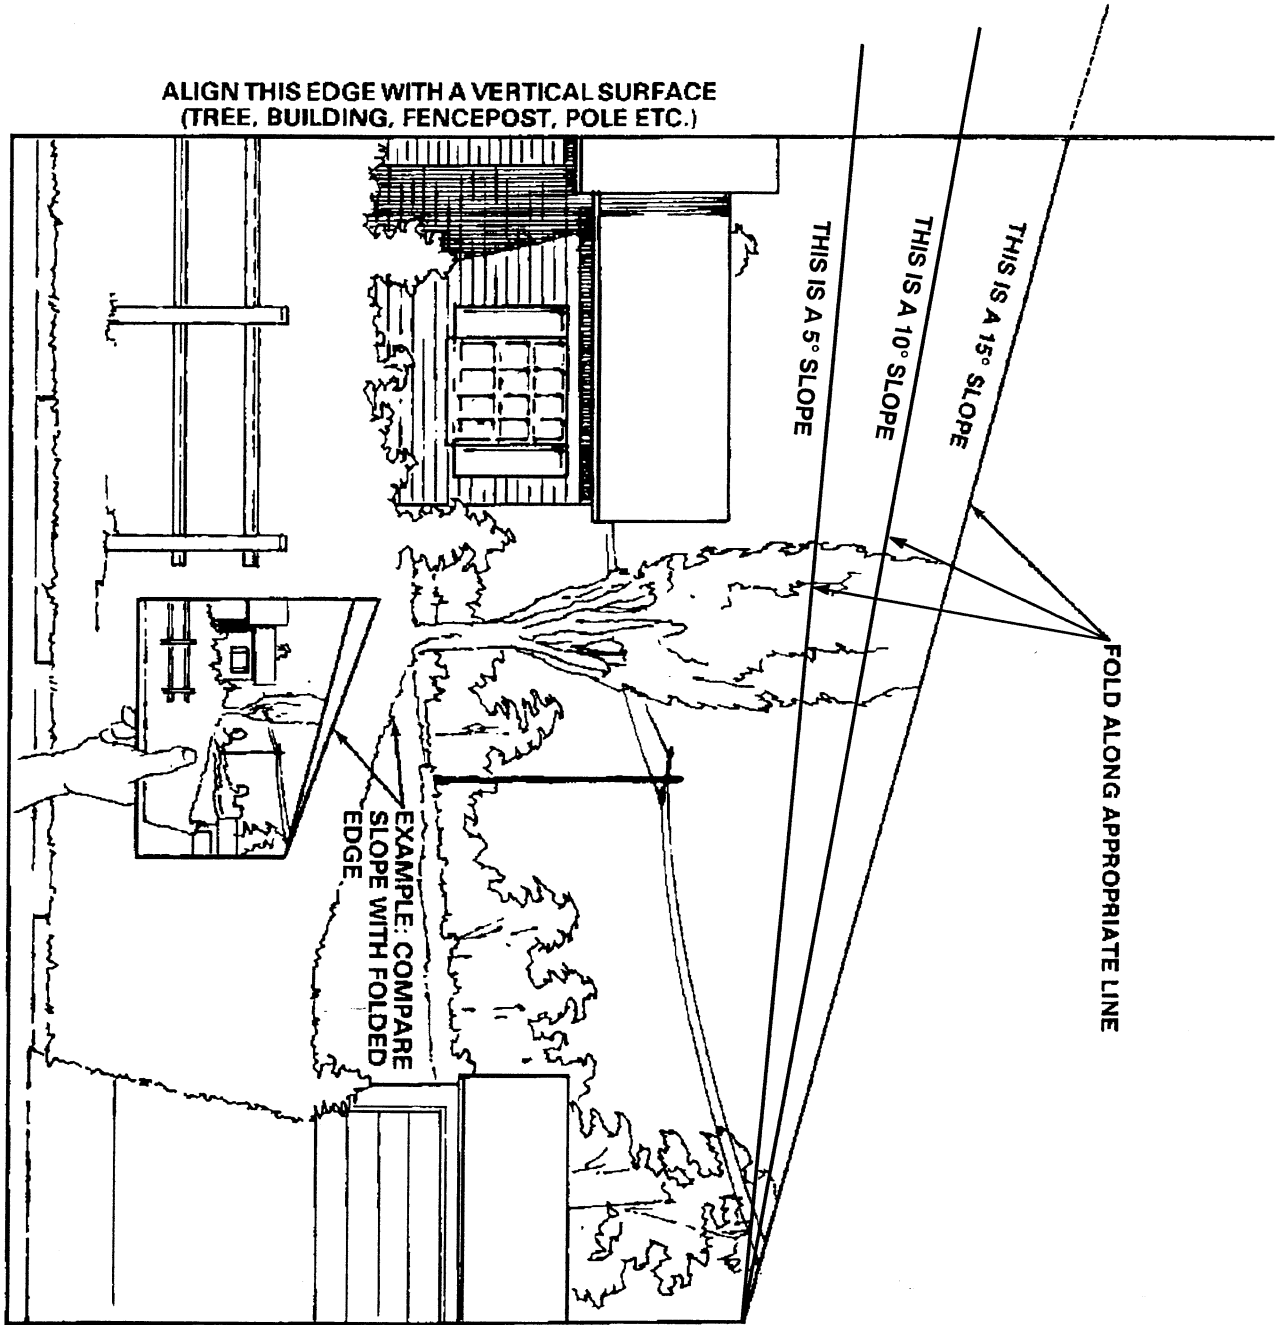 ALIGN THIS EDGE WITH A VERTICAL SURFACE
(TREE, BUILDING, FENCEPOST, POLE ETC.)
THIS IS A 5° SLOPE
THIS IS A 10° SLOPE
THIS IS A 15° SLOPE
FOLD ALONG APPROPRIATE LINE
EXAMPLE: COMPARE
SLOPE WITH FOLDED
EDGE